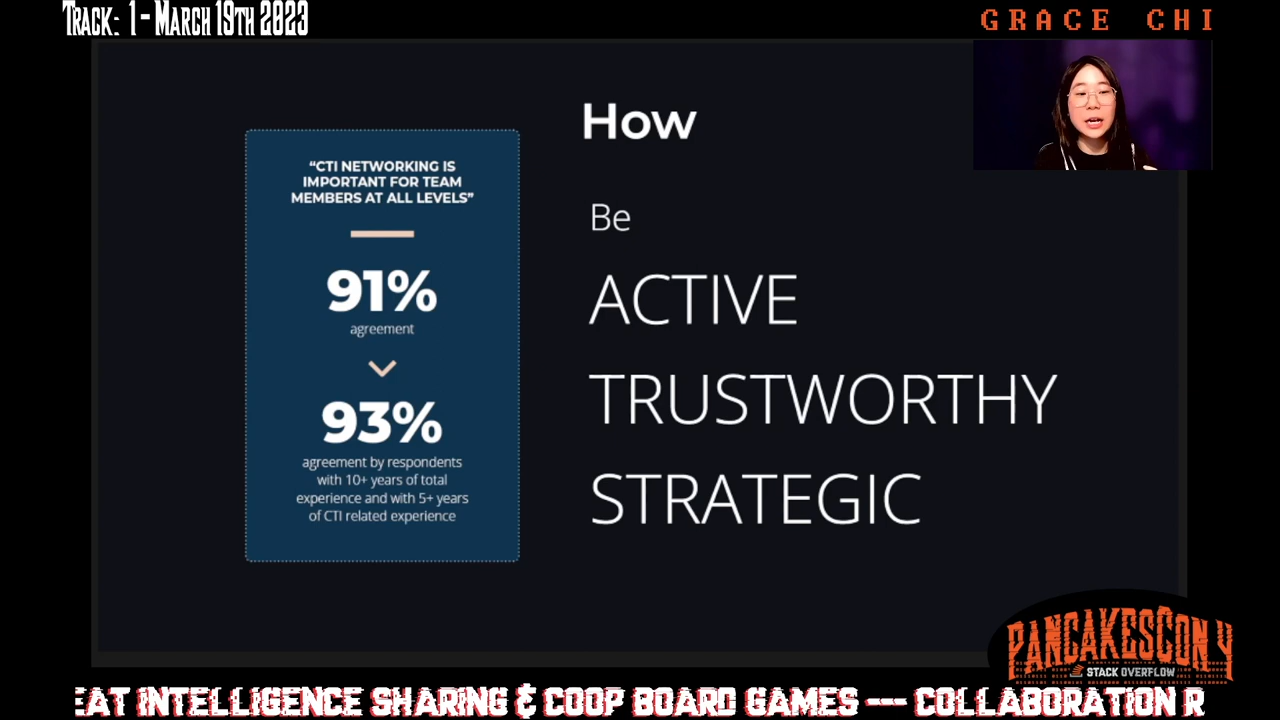 Track: 1 - March 19th 2023
GRACE CHI
How
"CTI NETWORKING IS
IMPORTANT FOR TEAM
MEMBERS AT ALL LEVELS"
91%
agreement
93%
agreement by respondents
with 10+ years of total
experience and with 5+ years
of CTI related experience
Be
ACTIVE
TRUSTWORTHY
STRATEGIC
PANCAKESCON 4
STACK OVERFLOW
EAT INTELLIGENCE SHARING & COOP BOARD GAMES --- COLLABORATION R